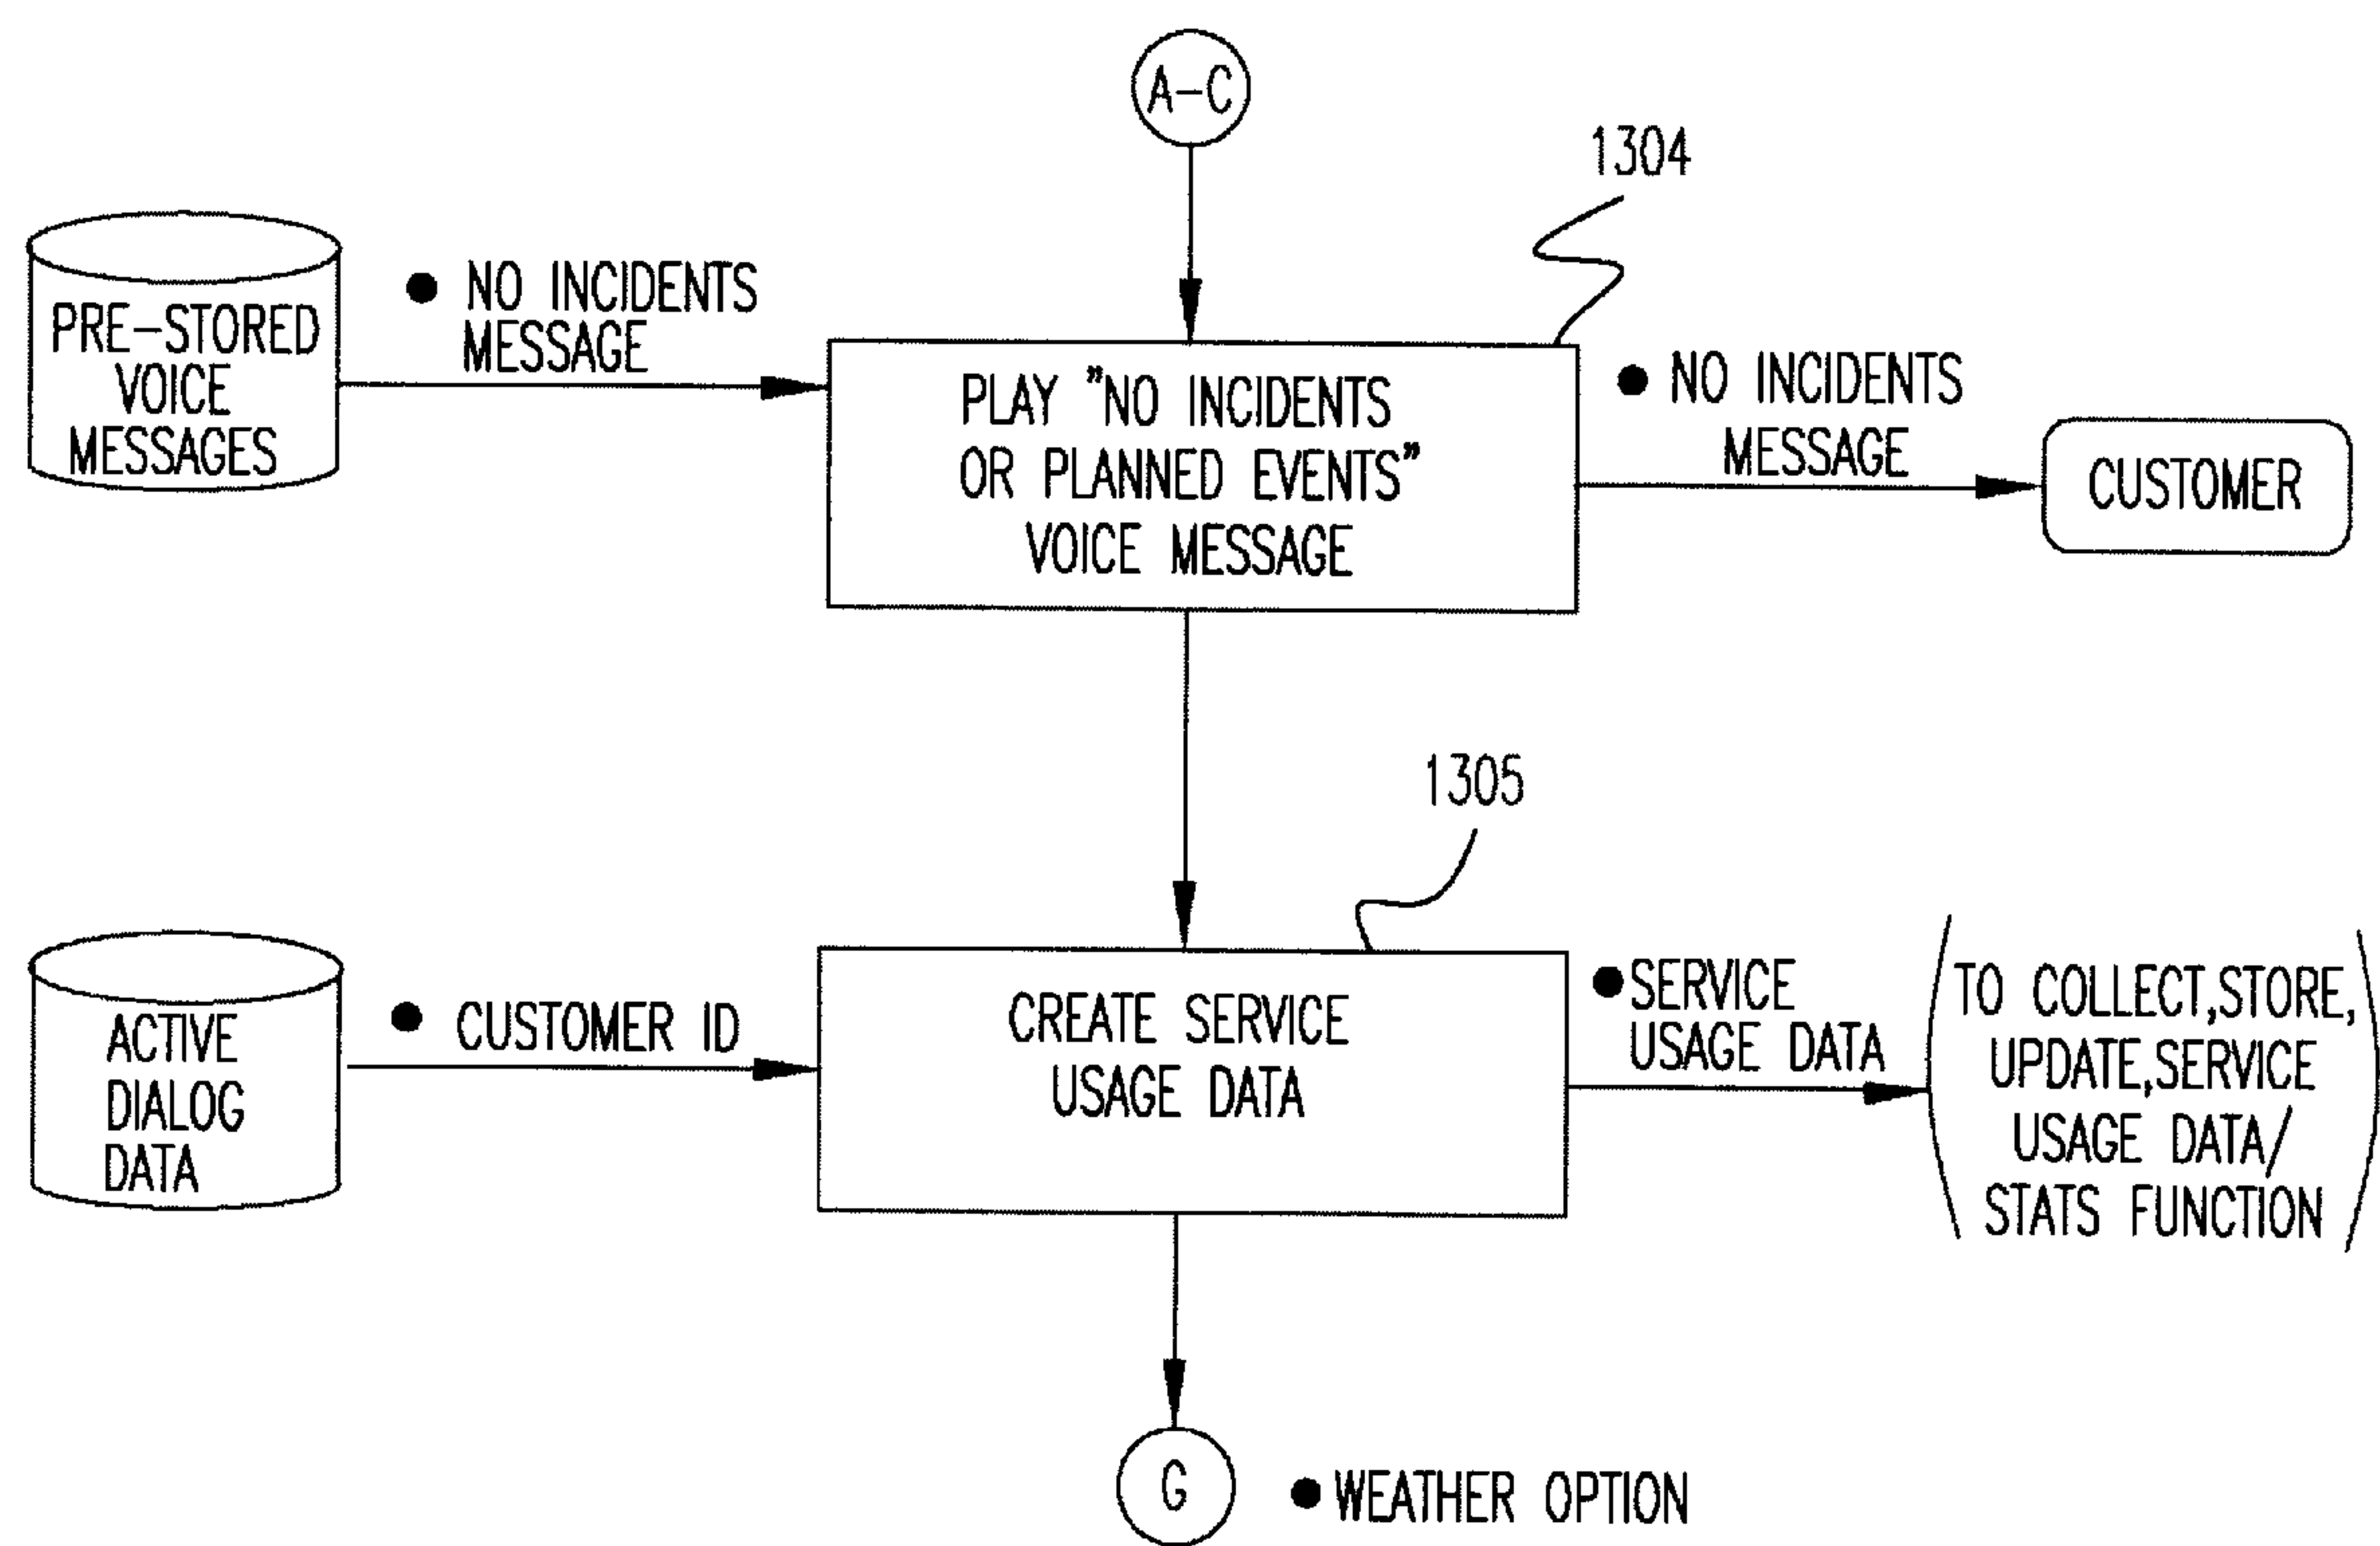 A-C
1304
PRE-STORED
VOICE
MESSAGES
● NO INCIDENTS
MESSAGE
PLAY "NO INCIDENTS
OR PLANNED EVENTS"
VOICE MESSAGE
● NO INCIDENTS
MESSAGE
CUSTOMER
1305
ACTIVE
DIALOG
DATA
● CUSTOMER ID
CREATE SERVICE
USAGE DATA
● SERVICE
USAGE DATA
TO COLLECT,STORE,
UPDATE,SERVICE
USAGE DATA/
STATS FUNCTION
G
● WEATHER OPTION